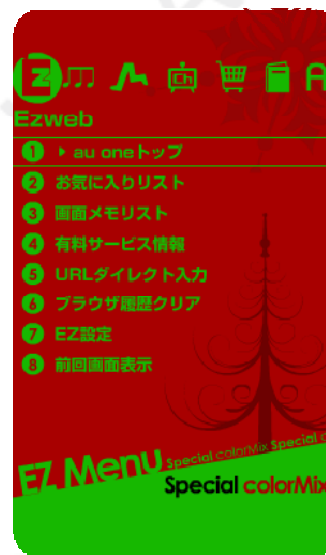 Ez Ch A
Ezweb
1 au oneトップ
2 お気に入りリスト
3 画面メモリスト
4 有料サービス情報
5 URLダイレクト入力
6 ブラウザ履歴クリア
7 EZ設定
8 前回画面表示
EZ Menu Special colorMix Special c
Special colorMix